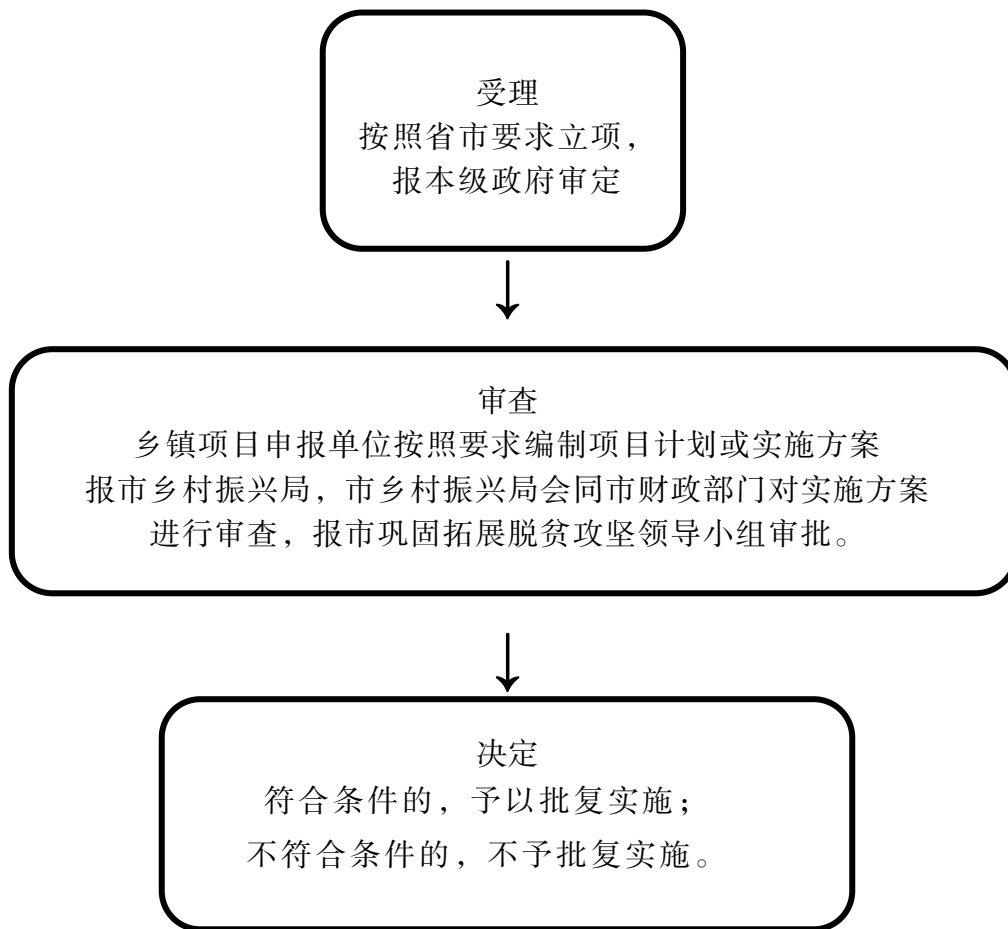 受理
按照省市要求立项，
报本级政府审定
审查
乡镇项目申报单位按照要求编制项目计划或实施方案
报市乡村振兴局，市乡村振兴局会同市财政部门对实施方案
进行审查，报市巩固拓展脱贫攻坚领导小组审批。
决定
符合条件的，予以批复实施；
不符合条件的，不予批复实施。